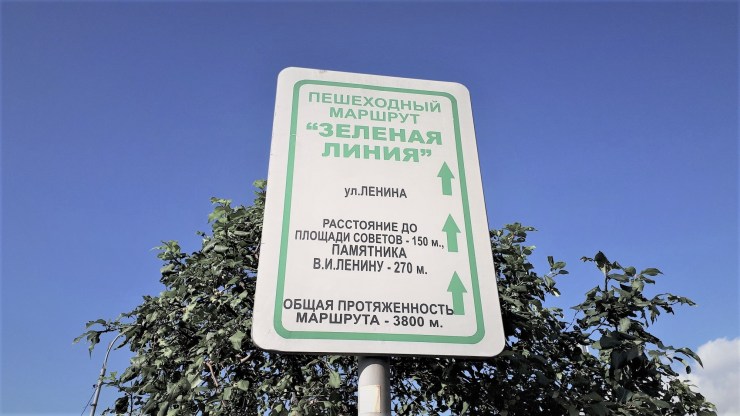 ПЕШЕХОДНЫЙ
МАРШРУТ
“ЗЕЛЕНАЯ
ЛИНИЯ”
ул.ЛЕНИНА
РАССТОЯНИЕ ДО
ПЛОЩАДИ СОВЕТОВ - 150 м.,
ПАМЯТНИКА
В.И.ЛЕНИНУ - 270 м.
ОБЩАЯ ПРОТЯЖЕННОСТЬ
МАРШРУТА - 3800 м.